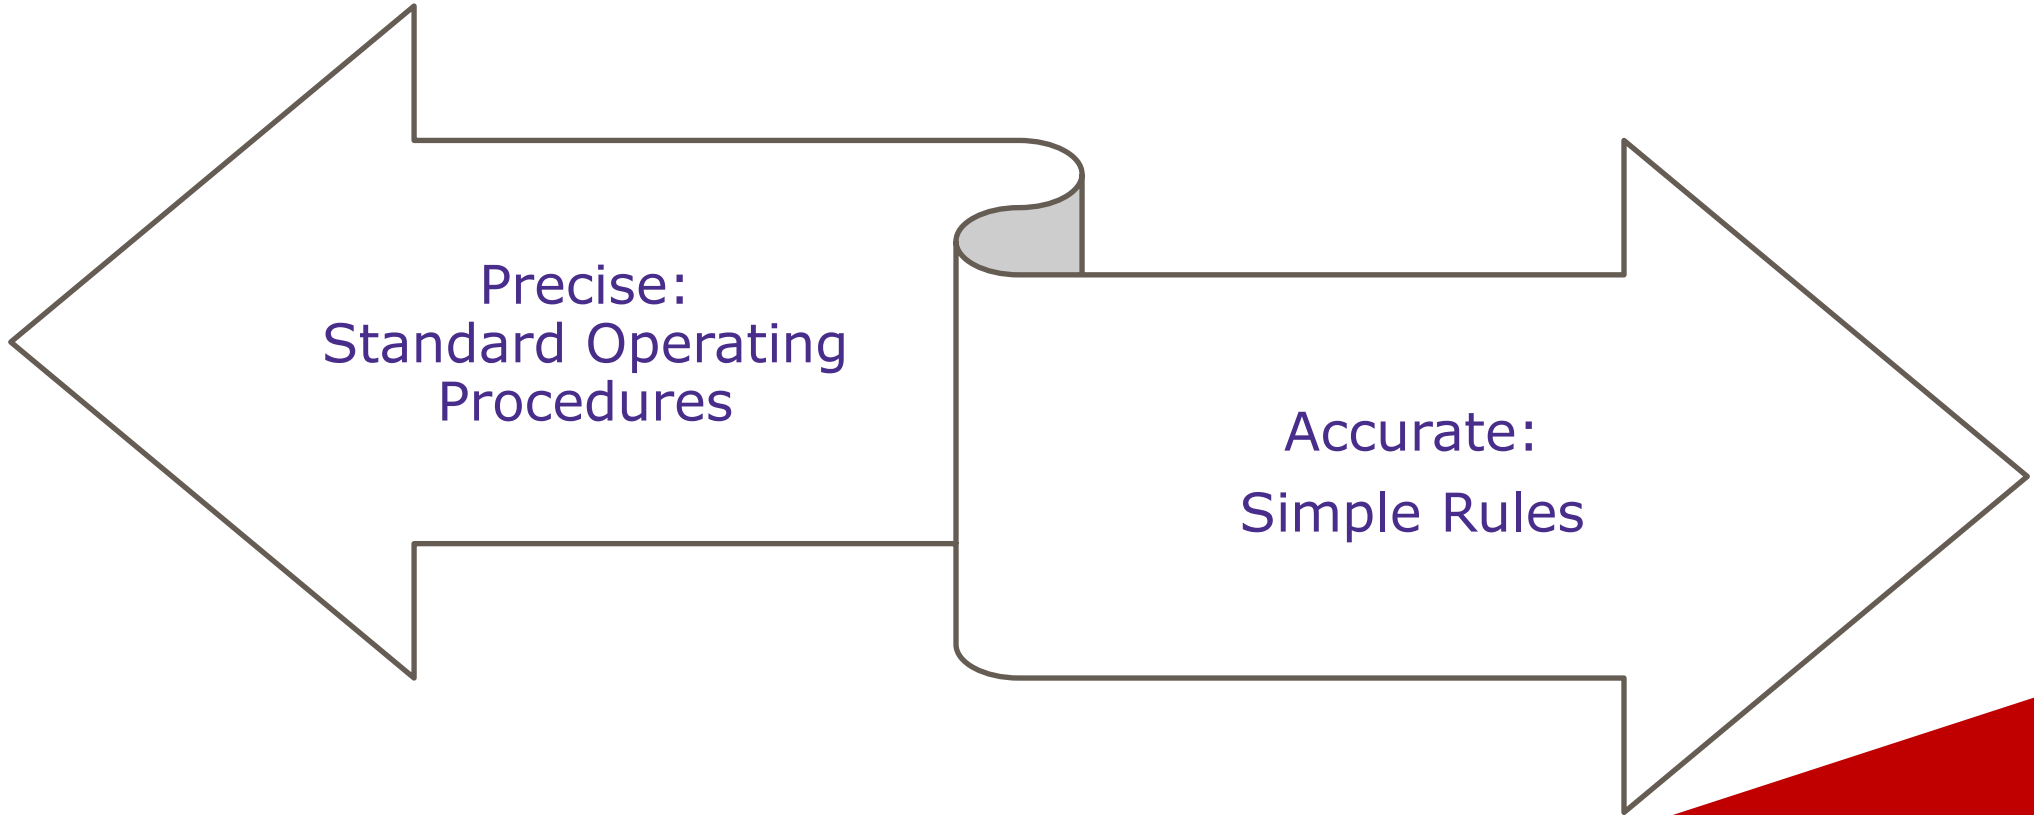 Precise:
Standard Operating
Procedures
Accurate:
Simple Rules